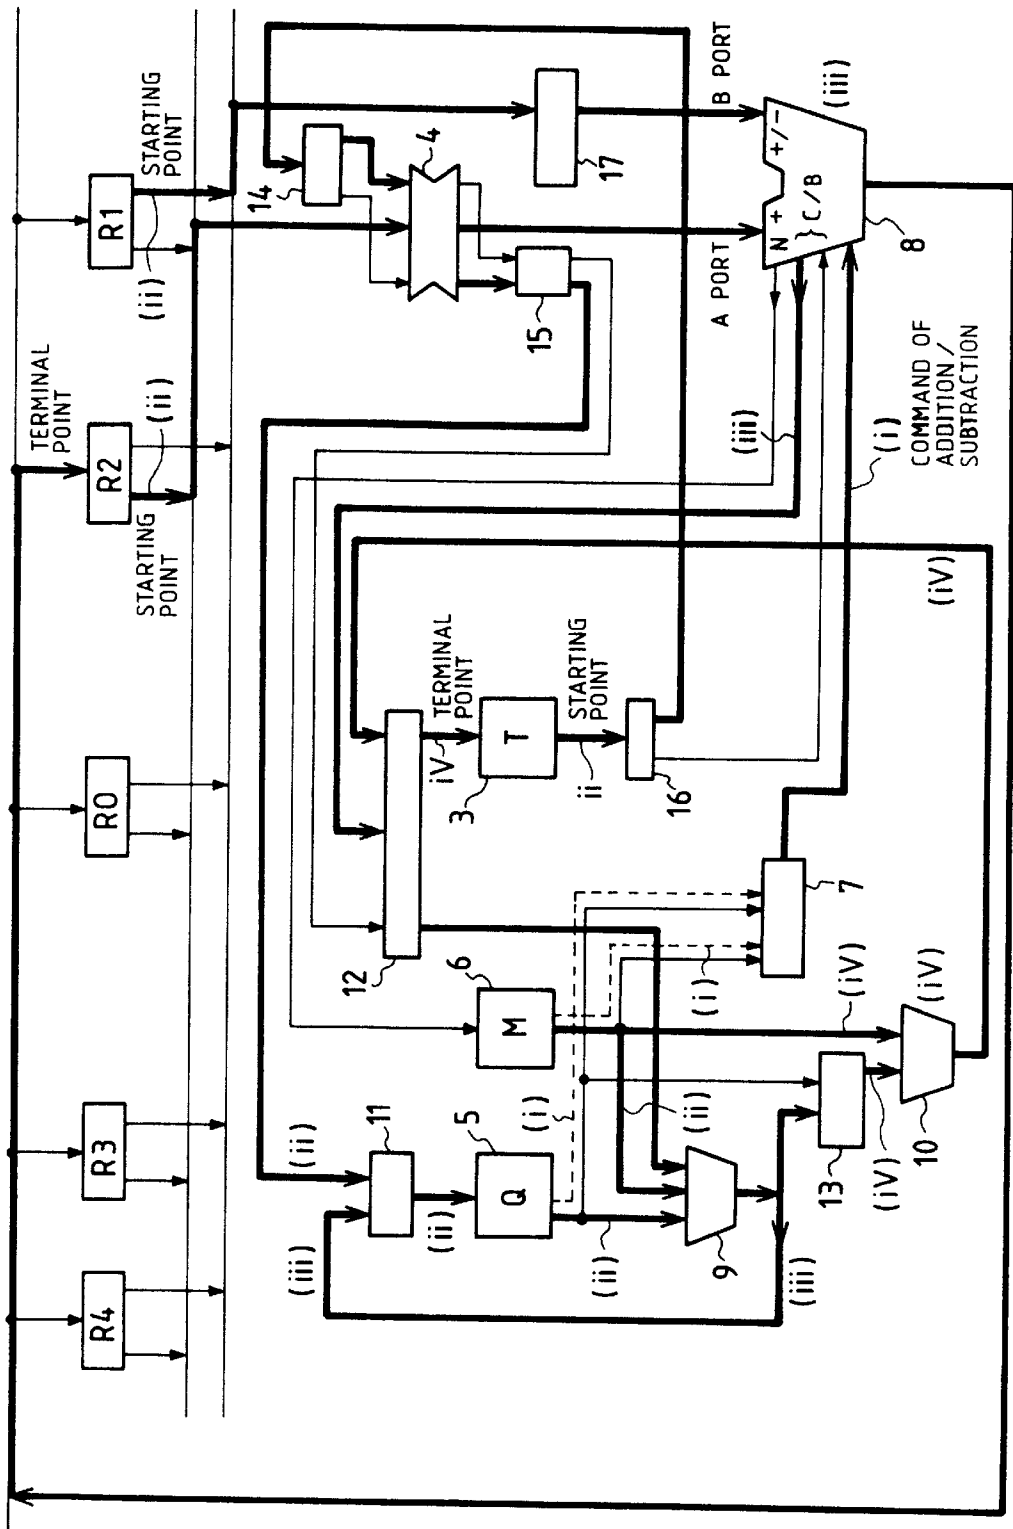 R4
R3
R0
R2
R1
TERMINAL
POINT
STARTING
POINT
(ii)
STARTING
POINT
(ii)
14
4
17
15
B PORT
A PORT
N
+
+/-
} C/B
(iii)
8
(iii)
(i)
COMMAND OF
ADDITION/
SUBTRACTION
(iV)
TERMINAL
POINT
iV
T
3
STARTING
POINT
ii
16
12
6
M
7
(i)
(iV)
(iV)
10
13
(iV)
(ii)
11
(iii)
(ii)
5
Q
(i)
(ii)
(ii)
9
(iii)